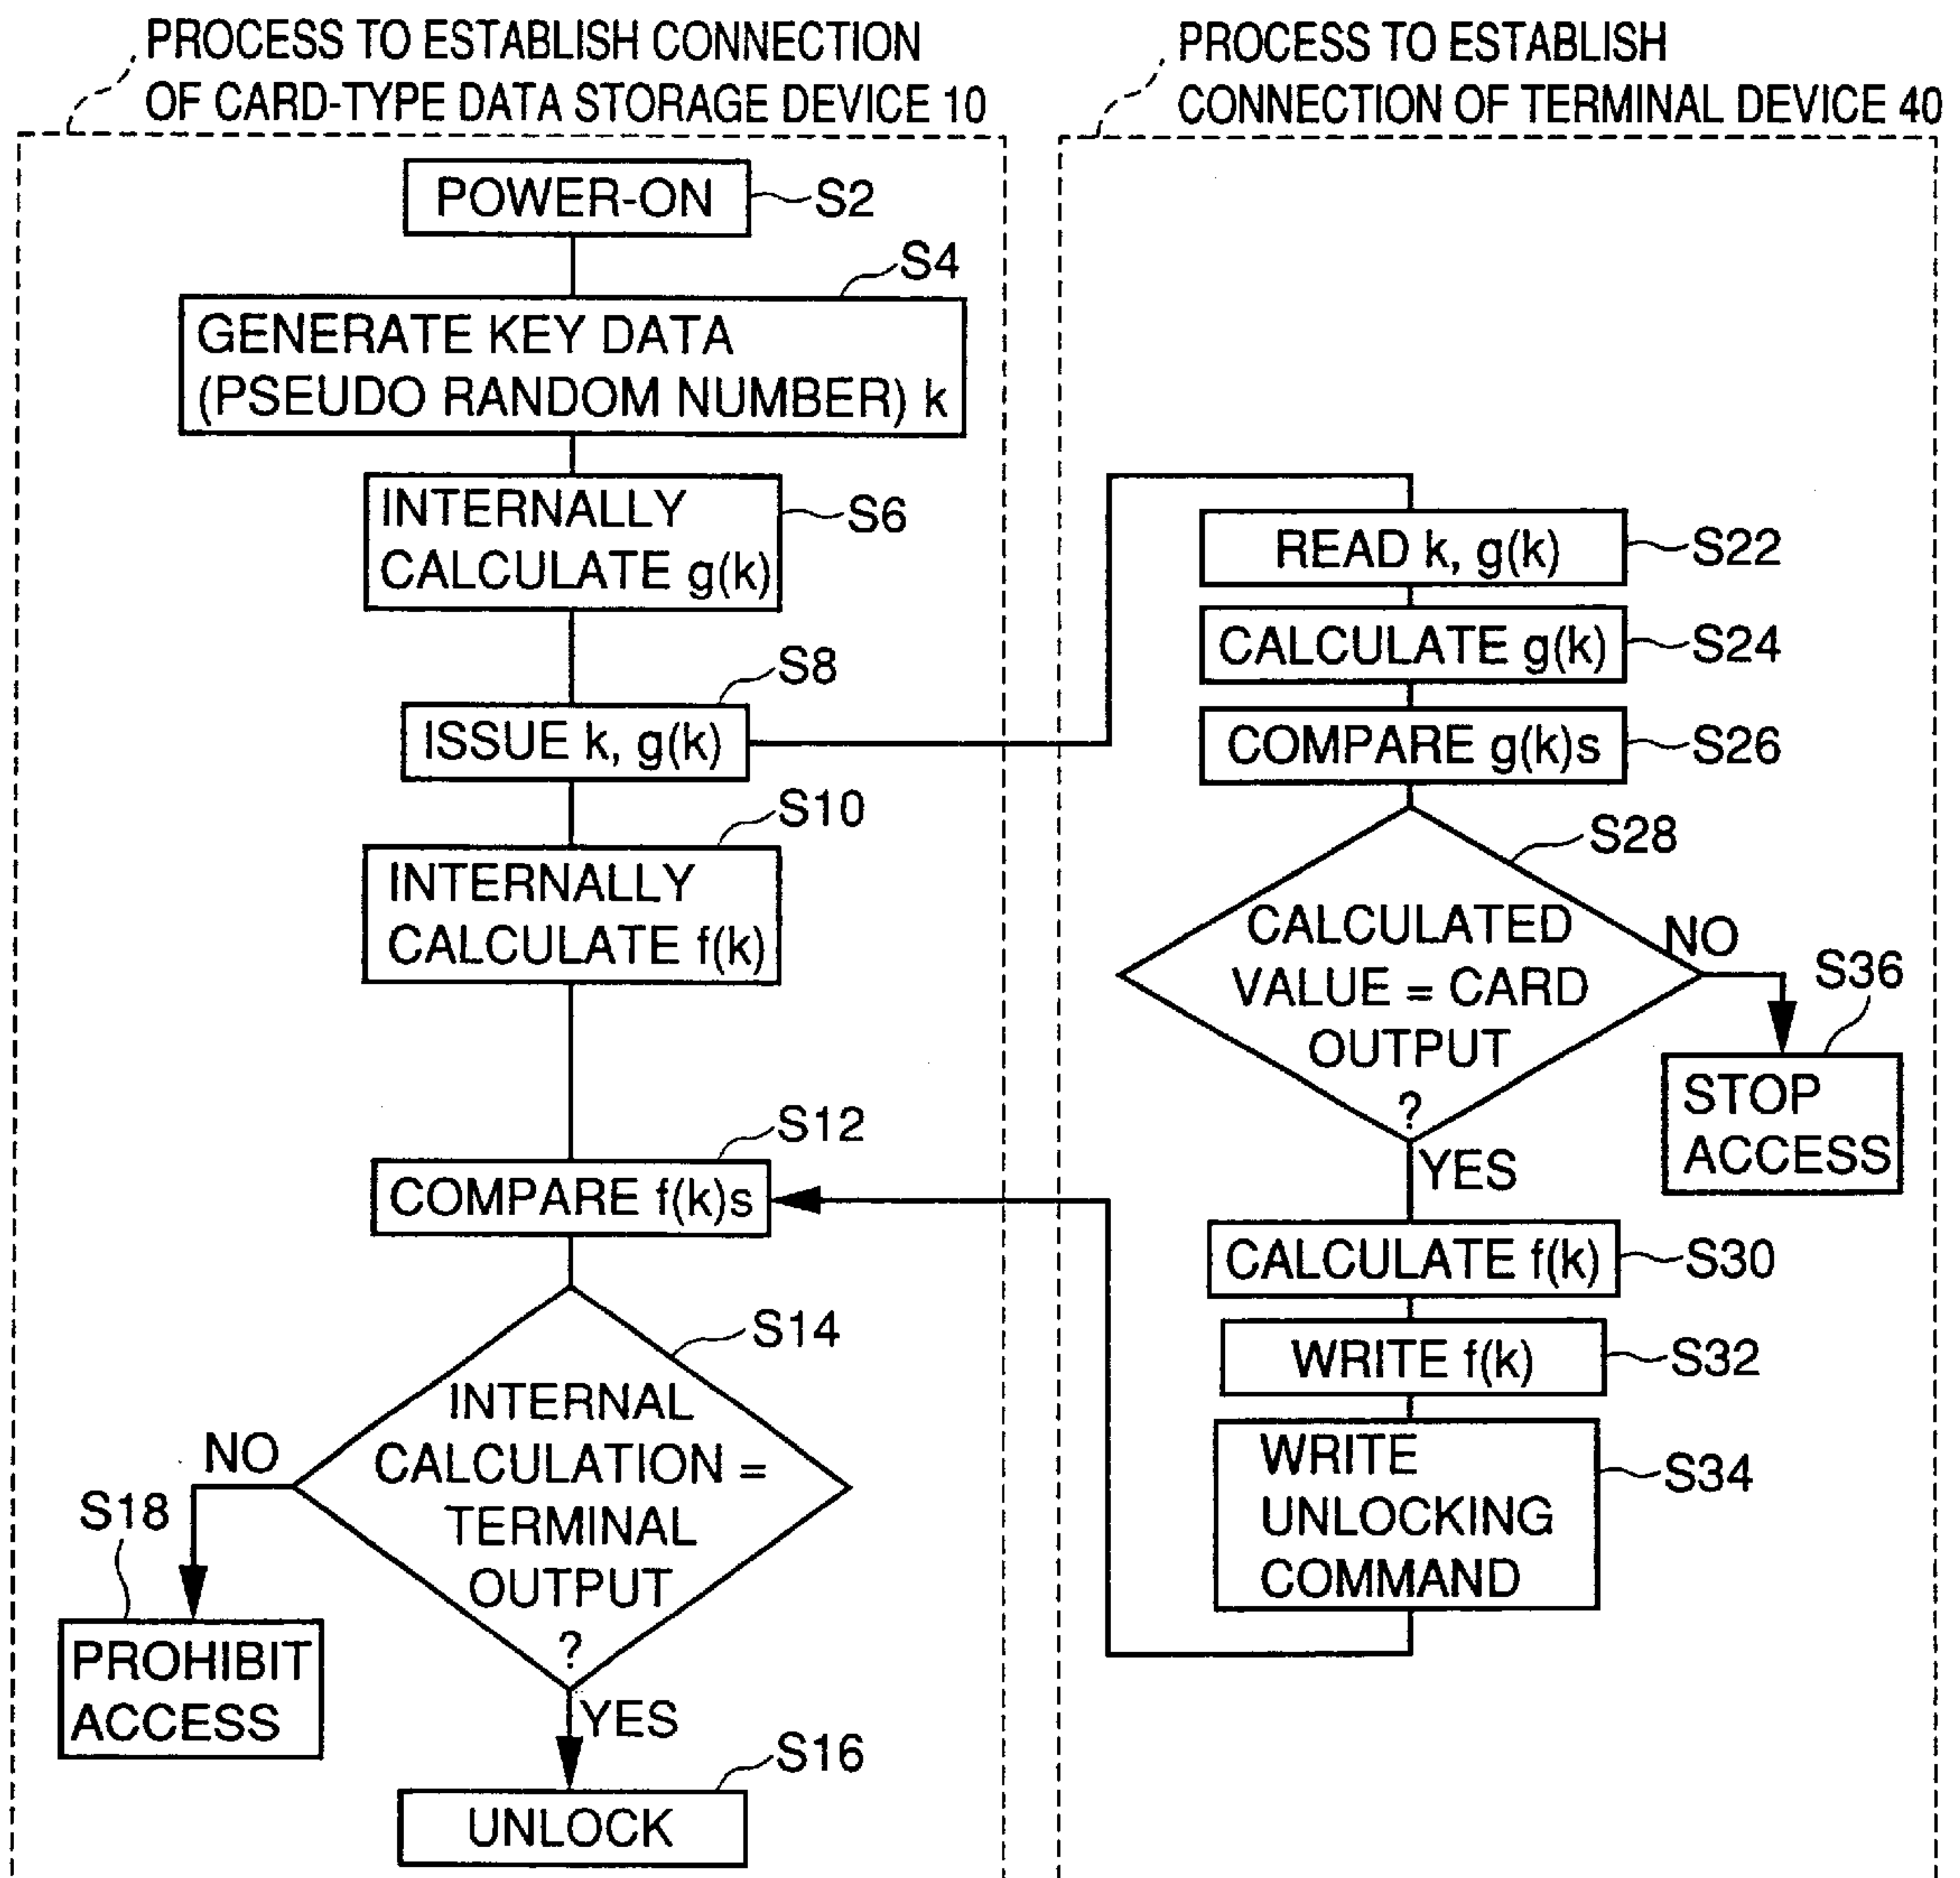 PROCESS TO ESTABLISH CONNECTION
OF CARD-TYPE DATA STORAGE DEVICE 10
POWER-ON
S2
S4
GENERATE KEY DATA
(PSEUDO RANDOM NUMBER) k
INTERNALLY
CALCULATE g(k)
S6
S8
ISSUE k, g(k)
S10
INTERNALLY
CALCULATE f(k)
S12
COMPARE f(k)s
S14
INTERNAL
CALCULATION =
TERMINAL
OUTPUT
?
NO
S18
PROHIBIT
ACCESS
YES
S16
UNLOCK
PROCESS TO ESTABLISH
CONNECTION OF TERMINAL DEVICE 40
READ k, g(k)
S22
CALCULATE g(k)
S24
COMPARE g(k)s
S26
S28
CALCULATED
VALUE = CARD
OUTPUT
?
NO
S36
STOP
ACCESS
YES
CALCULATE f(k)
S30
WRITE f(k)
S32
WRITE
UNLOCKING
COMMAND
S34